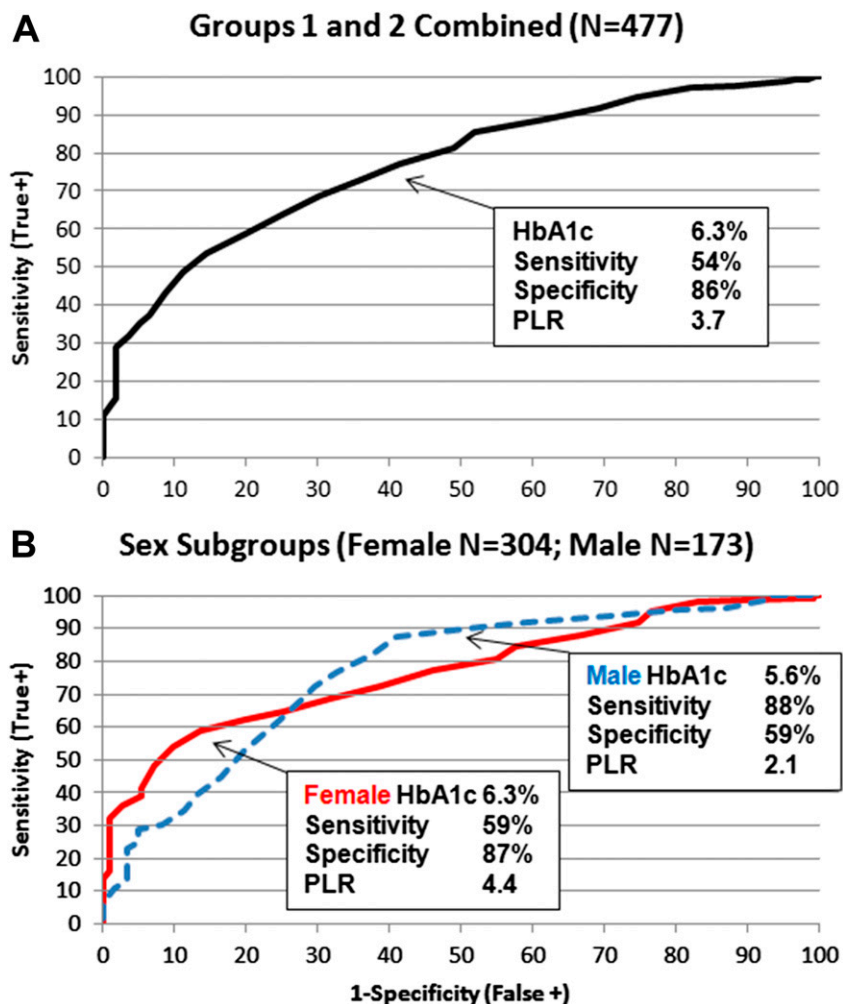 A
Groups 1 and 2 Combined (N=477)
Sensitivity (True+)
100
90
80
70
60
50
40
30
20
10
0
HbA1c 6.3%
Sensitivity 54%
Specificity 86%
PLR 3.7
0 10 20 30 40 50 60 70 80 90 100
B
Sex Subgroups (Female N=304; Male N=173)
Sensitivity (True+)
100
90
80
70
60
50
40
30
20
10
0
Male HbA1c 5.6%
Sensitivity 88%
Specificity 59%
PLR 2.1
Female HbA1c 6.3%
Sensitivity 59%
Specificity 87%
PLR 4.4
0 10 20 30 40 50 60 70 80 90 100
1-Specificity (False +)